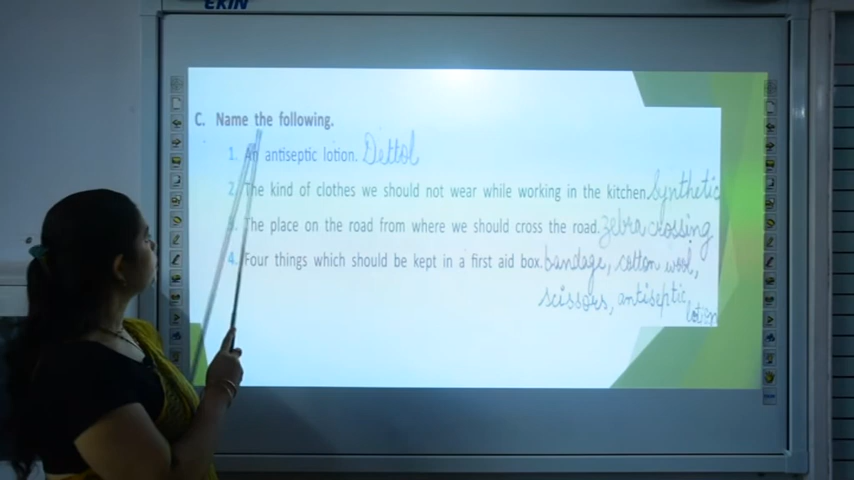 EKIN
C. Name the following.
1. An antiseptic lotion. Dettol
2. The kind of clothes we should not wear while working in the kitchen. Synthetic
3. The place on the road from where we should cross the road. zebra crossing
4. Four things which should be kept in a first aid box. bandage, cotton wool,
scissors, antiseptic
lotion